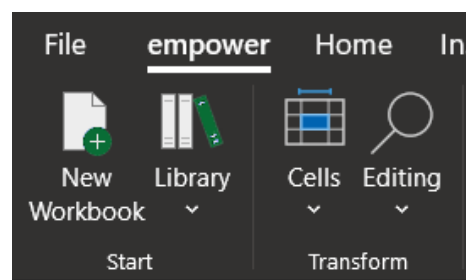 File empower Home In
New Workbook Library Cells Editing
Start Transform